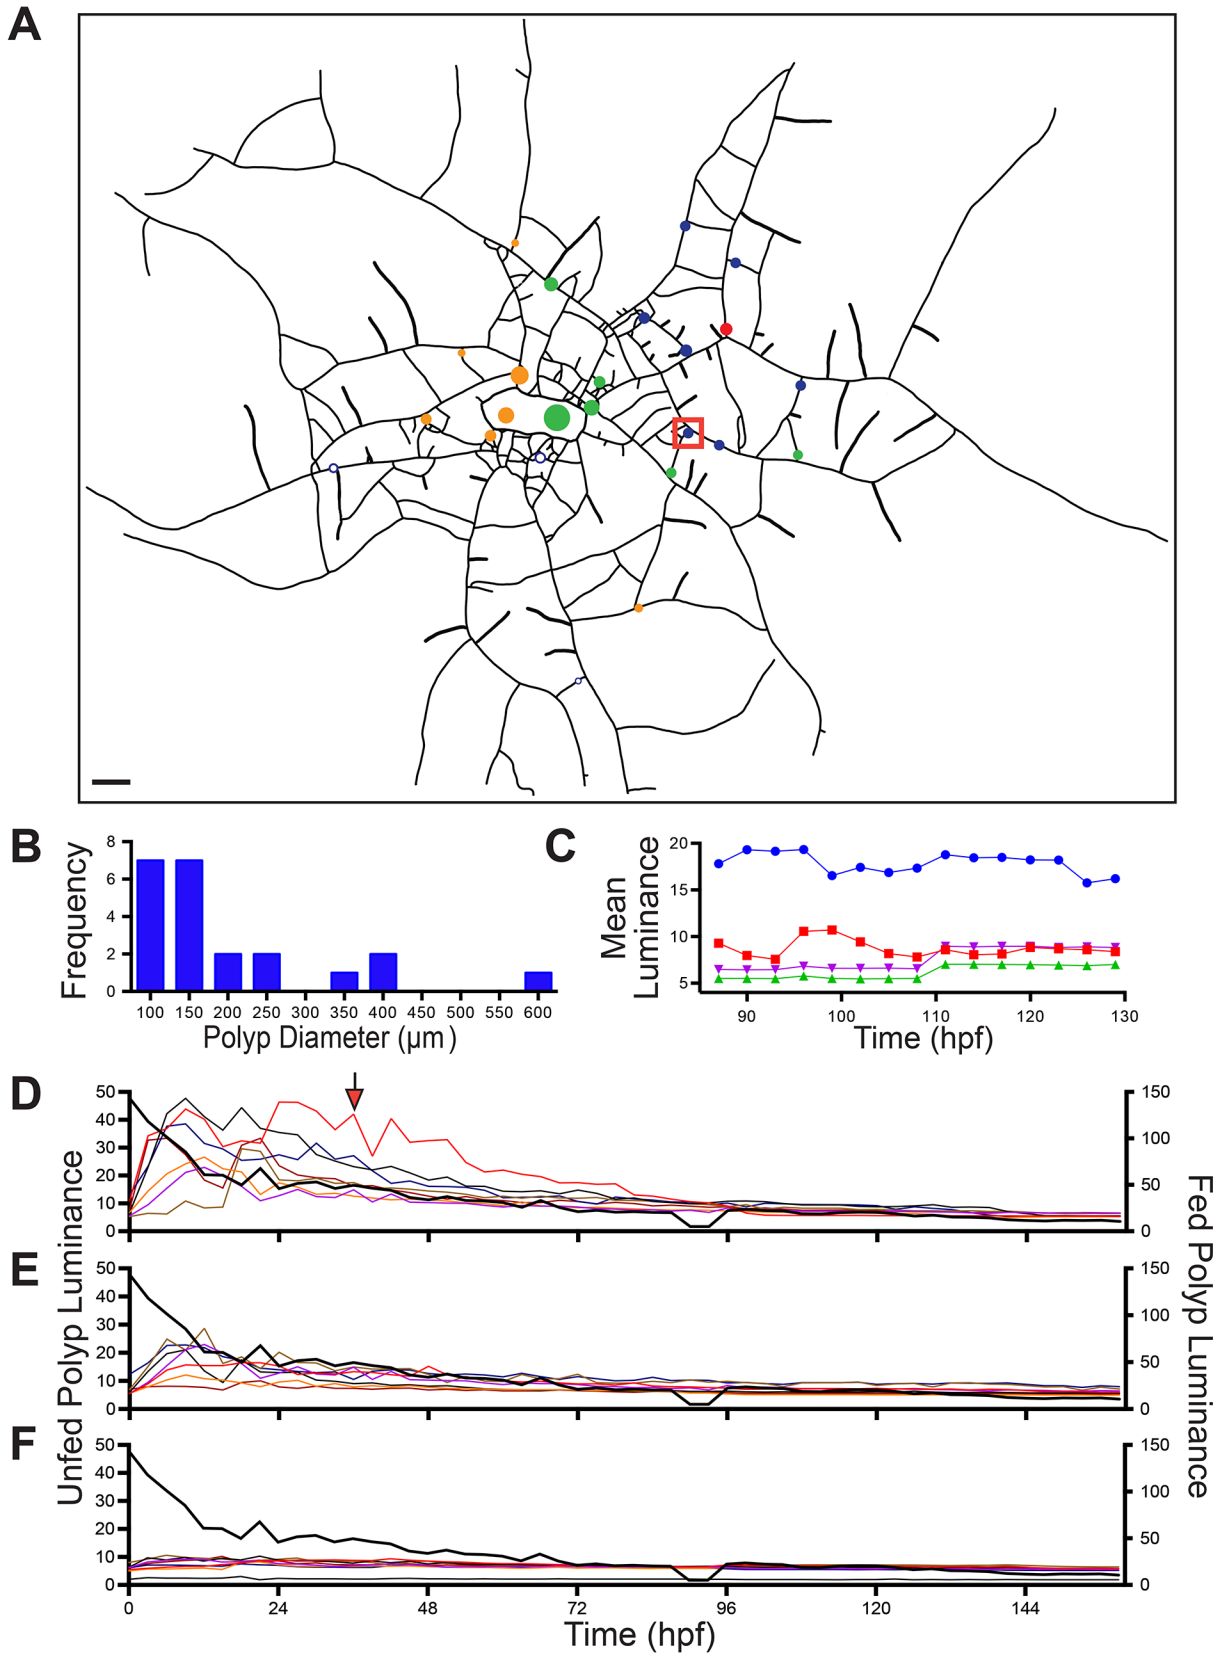 A
B
Frequency
8
6
4
2
0
100 150 200 250 300 350 400 450 500 550 600
Polyp Diameter (µm)
C
Mean
Luminance
20
15
10
5
90 100 110 120 130
Time (hpf)
D
50
40
30
20
10
0
150
100
50
0
E
50
40
30
20
10
0
150
100
50
0
F
50
40
30
20
10
0
150
100
50
0
Unfed Polyp Luminance
Fed Polyp Luminance
0 24 48 72 96 120 144
Time (hpf)